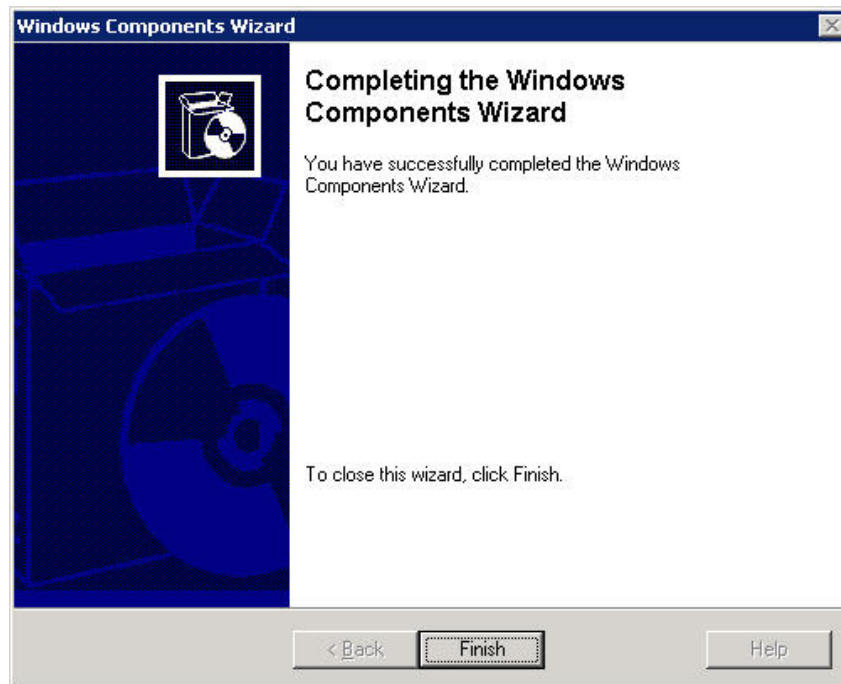 Windows Components Wizard
Completing the Windows
Components Wizard
You have successfully completed the Windows
Components Wizard.
To close this wizard, click Finish.
< Back
Finish
Help